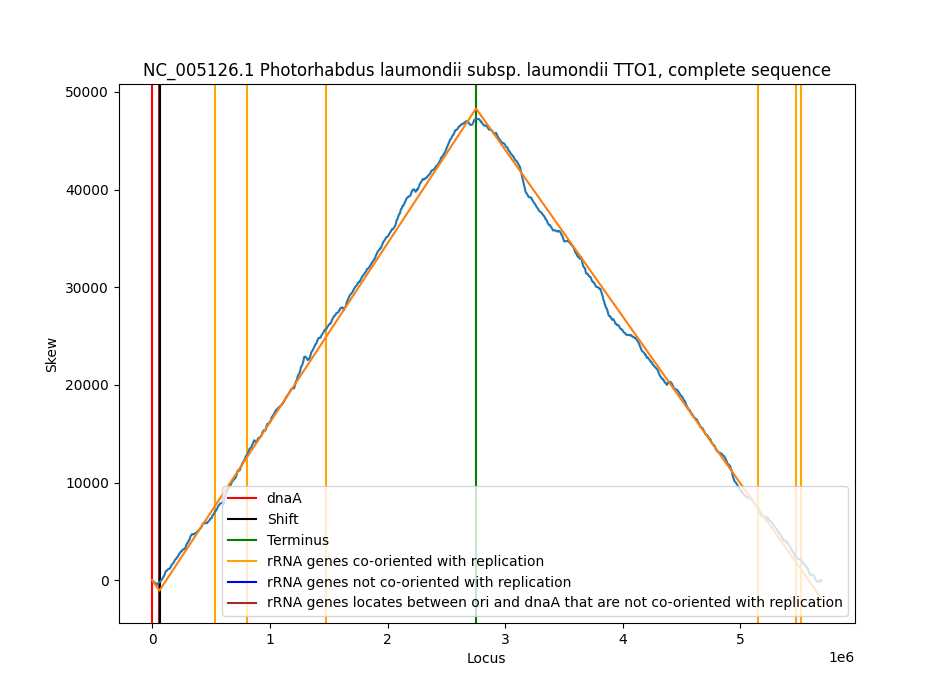 NC_005126.1 Photorhabdus laumondii subsp. laumondii TTO1, complete sequence
50000
40000
30000
20000
10000
0
Skew
dnaA
Shift
Terminus
rRNA genes co-oriented with replication
rRNA genes not co-oriented with replication
rRNA genes locates between ori and dnaA that are not co-oriented with replication
0 1 2 3 4 5
Locus
1e6